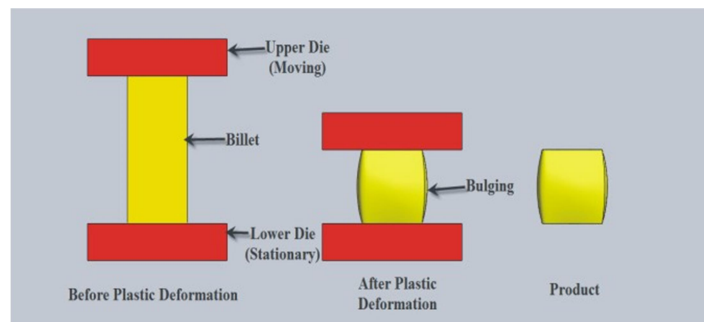 Upper Die
(Moving)
Billet
Lower Die
(Stationary)
Before Plastic Deformation
Bulging
After Plastic
Deformation
Product